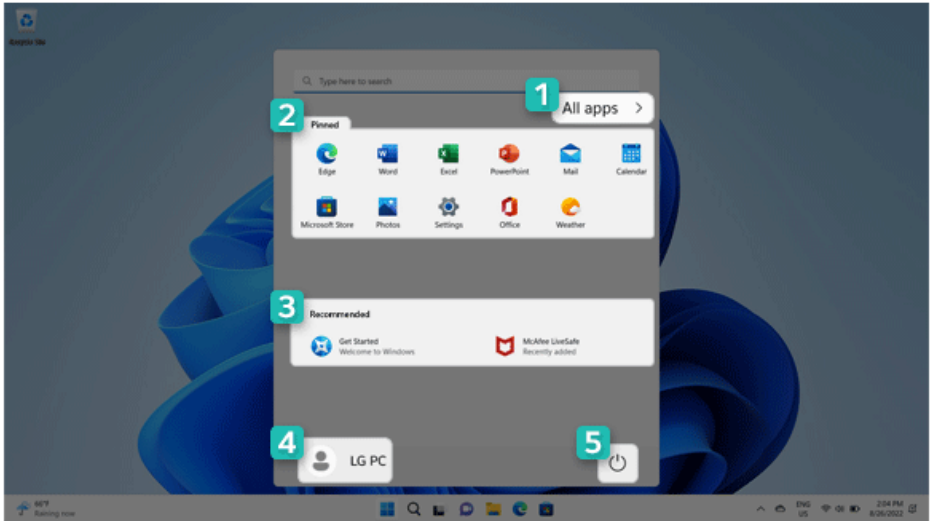 Recycle Bin
Type here to search
1
All apps >
2
Pinned
Edge Word Excel PowerPoint Mail Calendar
Microsoft Store Photos Settings Office Weather
3
Recommended
Get Started McAfee LiveSafe
Welcome to Windows Recently added
4
LG PC
5
66°F ENG 2:04 PM
Raining now US 8/26/2022